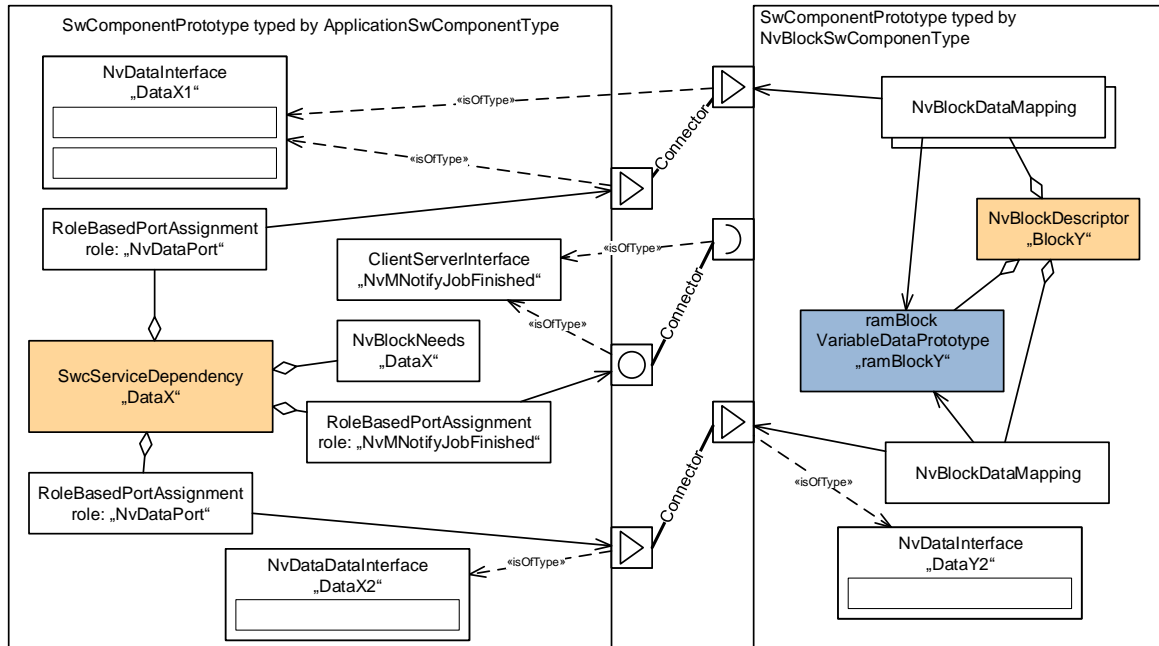 SwComponentPrototype typed by ApplicationSwComponentType
SwComponentPrototype typed by
NvBlockSwComponenType
NvDataInterface
„DataX1“
«isOfType»
«isOfType»
Connector
NvBlockDataMapping
RoleBasedPortAssignment
role: „NvDataPort“
ClientServerInterface
„NvMNotifyJobFinished“
«isOfType»
«isOfType»
Connector
NvBlockDescriptor
„BlockY“
ramBlock
VariableDataPrototype
„ramBlockY“
NvBlockNeeds
„DataX“
SwcServiceDependency
„DataX“
RoleBasedPortAssignment
role: „NvMNotifyJobFinished“
Connector
NvBlockDataMapping
«isOfType»
RoleBasedPortAssignment
role: „NvDataPort“
NvDataDataInterface
„DataX2“
«isOfType»
NvDataInterface
„DataY2“